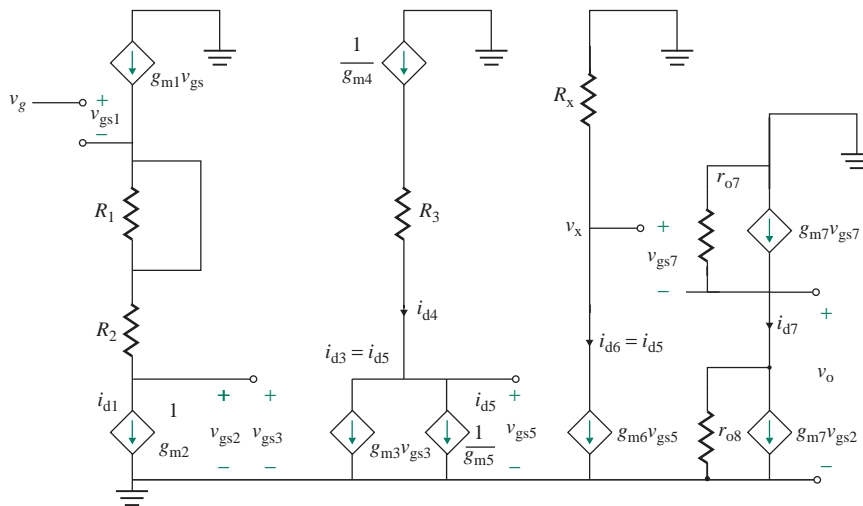 g_m1 v_gs
1
g_m4
R_x
v_g
+
v_gs1
−
r_o7
R_1
R_3
v_x
+
v_gs7
−
g_m7 v_gs7
i_d4
R_2
i_d3 = i_d5
i_d6 = i_d5
i_d7
+
v_o
−
i_d1
1
g_m2
+
v_gs2
−
+
v_gs3
−
g_m3 v_gs3
i_d5
1
g_m5
+
v_gs5
−
g_m6 v_gs5
r_o8
g_m7 v_gs2